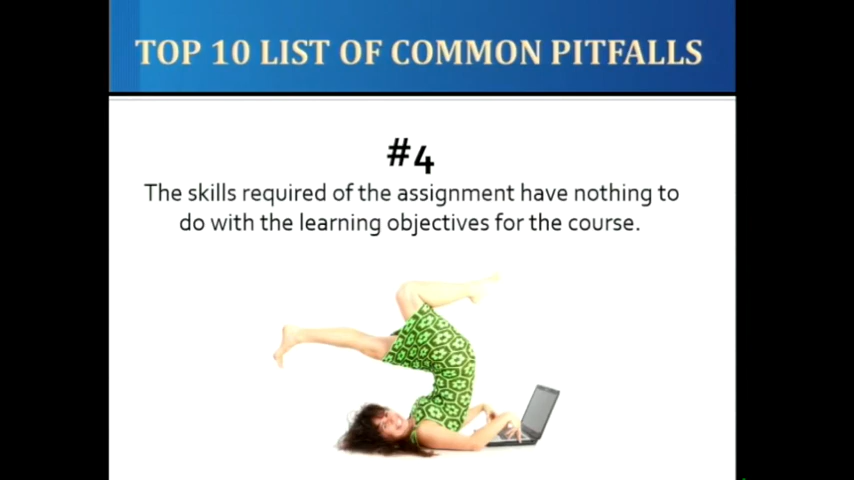 TOP 10 LIST OF COMMON PITFALLS
#4
The skills required of the assignment have nothing to
do with the learning objectives for the course.